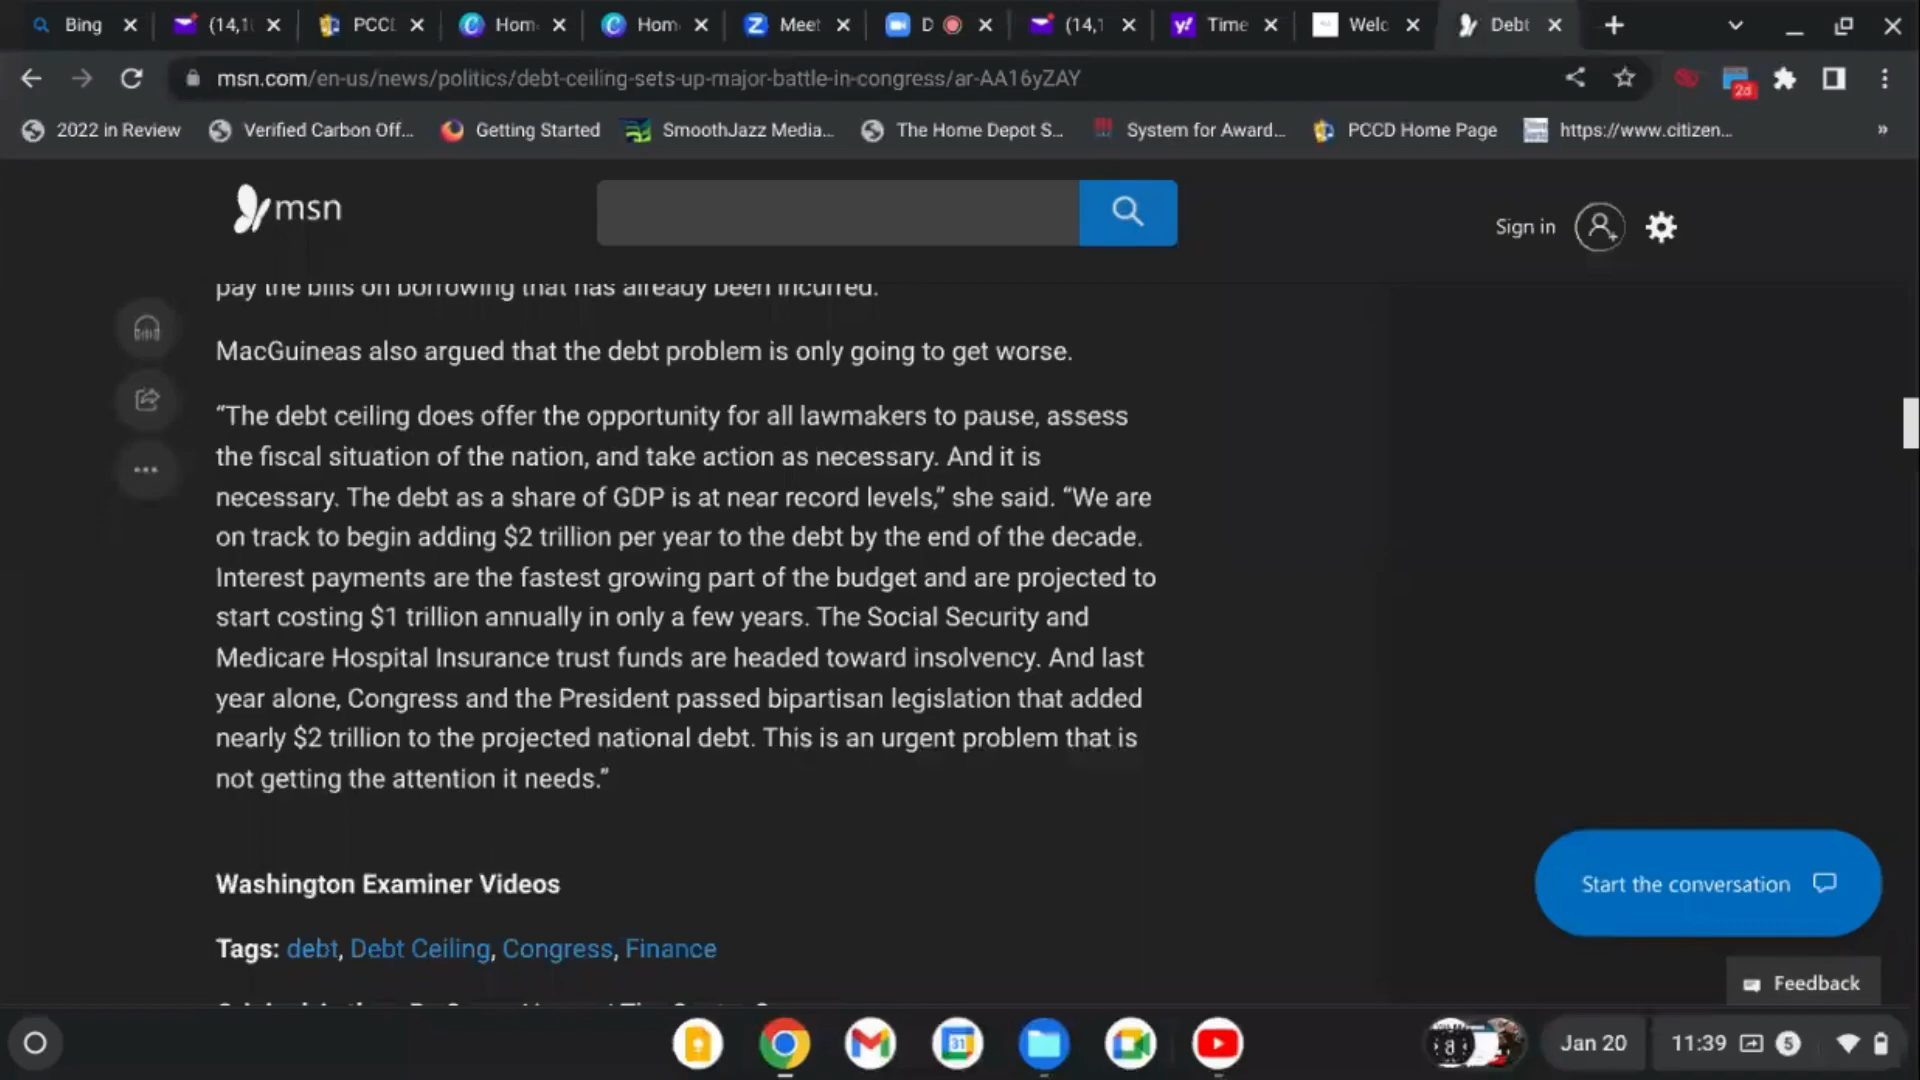 Bing
(14,1
PCCI
Hom
Hom
Meet
D
(14,1
Time
Welc
Debt
msn.com/en-us/news/politics/debt-ceiling-sets-up-major-battle-in-congress/ar-AA16yZAY
2d
2022 in Review
Verified Carbon Off...
Getting Started
SmoothJazz Media...
The Home Depot S...
System for Award...
PCCD Home Page
https://www.citizen...
»
msn
Sign in
pay the bills on borrowing that has already been incurred.
MacGuineas also argued that the debt problem is only going to get worse.
“The debt ceiling does offer the opportunity for all lawmakers to pause, assess
the fiscal situation of the nation, and take action as necessary. And it is
necessary. The debt as a share of GDP is at near record levels,” she said. “We are
on track to begin adding $2 trillion per year to the debt by the end of the decade.
Interest payments are the fastest growing part of the budget and are projected to
start costing $1 trillion annually in only a few years. The Social Security and
Medicare Hospital Insurance trust funds are headed toward insolvency. And last
year alone, Congress and the President passed bipartisan legislation that added
nearly $2 trillion to the projected national debt. This is an urgent problem that is
not getting the attention it needs.”
Washington Examiner Videos
Start the conversation
Tags: debt, Debt Ceiling, Congress, Finance
Feedback
31
a
Jan 20
11:39
5